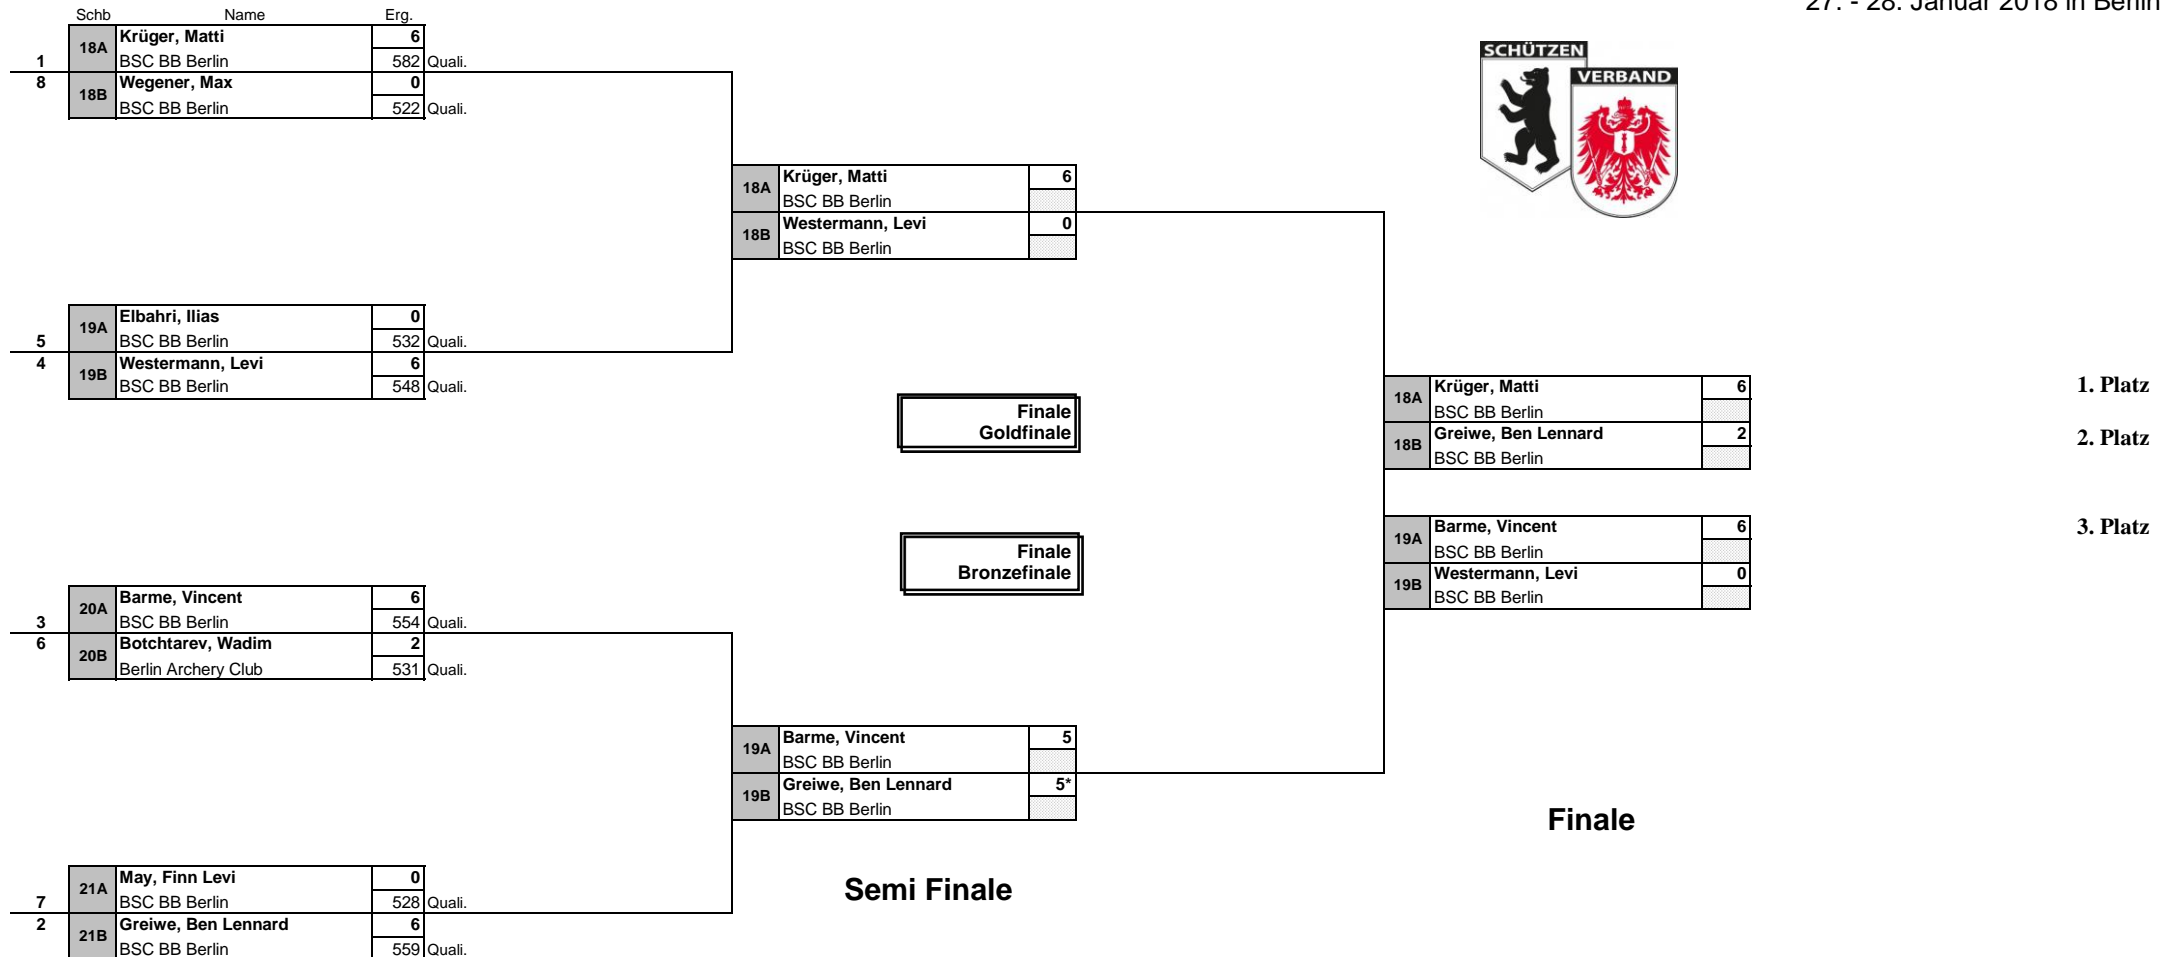 27. - 28. Januar 2018 in Berlin
Schb Name Erg.
18A Krüger, Matti 6
1 BSC BB Berlin 582 Quali.
8 18B Wegener, Max 0
BSC BB Berlin 522 Quali.
SCHÜTZEN
VERBAND
18A Krüger, Matti 6
BSC BB Berlin
18B Westermann, Levi 0
BSC BB Berlin
19A Elbahri, Ilias 0
5 BSC BB Berlin 532 Quali.
4 19B Westermann, Levi 6
BSC BB Berlin 548 Quali.
Finale
Goldfinale
18A Krüger, Matti 6 1. Platz
BSC BB Berlin
18B Greiwe, Ben Lennard 2 2. Platz
BSC BB Berlin
Finale
Bronzefinale
19A Barme, Vincent 6 3. Platz
BSC BB Berlin
19B Westermann, Levi 0
BSC BB Berlin
20A Barme, Vincent 6
3 BSC BB Berlin 554 Quali.
6 20B Botchtarev, Wadim 2
Berlin Archery Club 531 Quali.
19A Barme, Vincent 5
BSC BB Berlin
19B Greiwe, Ben Lennard 5*
BSC BB Berlin
Finale
Semi Finale
21A May, Finn Levi 0
7 BSC BB Berlin 528 Quali.
2 21B Greiwe, Ben Lennard 6
BSC BB Berlin 559 Quali.